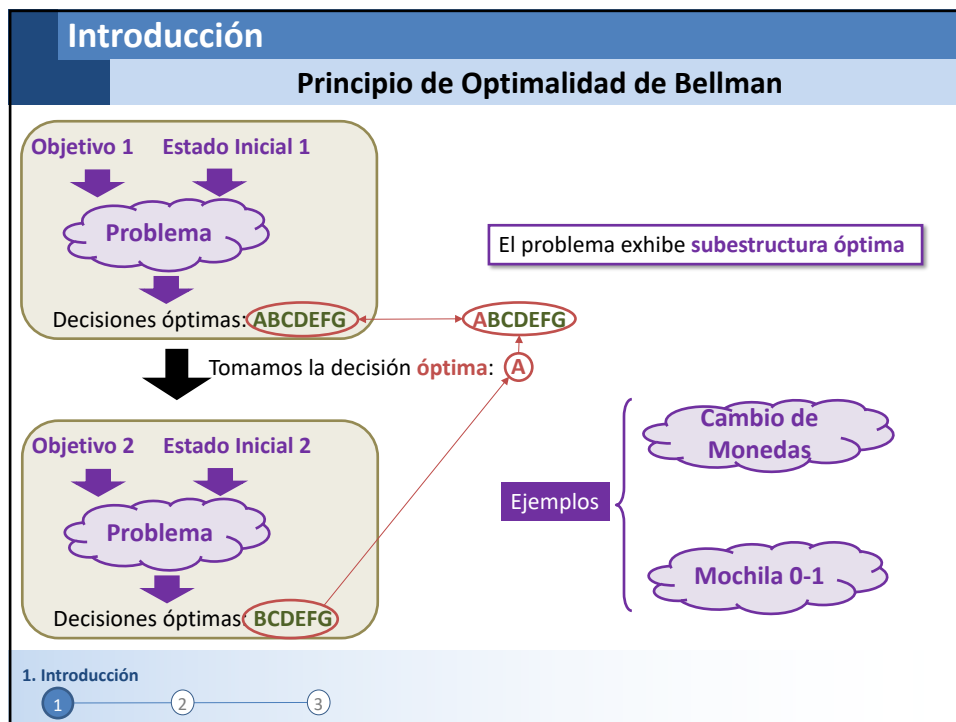 Introducción
Principio de Optimalidad de Bellman
Objetivo 1 Estado Inicial 1
Problema
Decisiones óptimas: ABCDEFG
El problema exhibe subestructura óptima
ABCDEFG
Tomamos la decisión óptima: A
Objetivo 2 Estado Inicial 2
Problema
Decisiones óptimas: BCDEFG
Ejemplos
Cambio de
Monedas
Mochila 0-1
1. Introducción
1 2 3